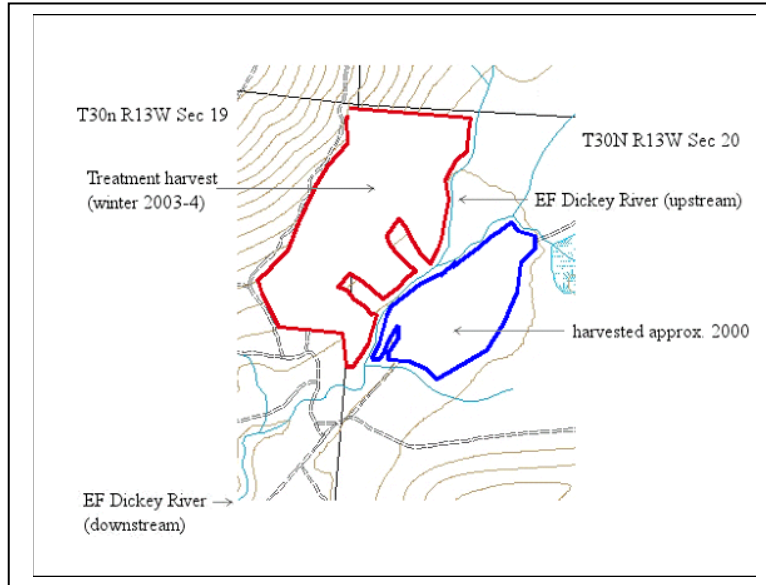 T30n R13W Sec 19
T30N R13W Sec 20
Treatment harvest
(winter 2003-4)
EF Dickey River (upstream)
harvested approx. 2000
EF Dickey River
(downstream)